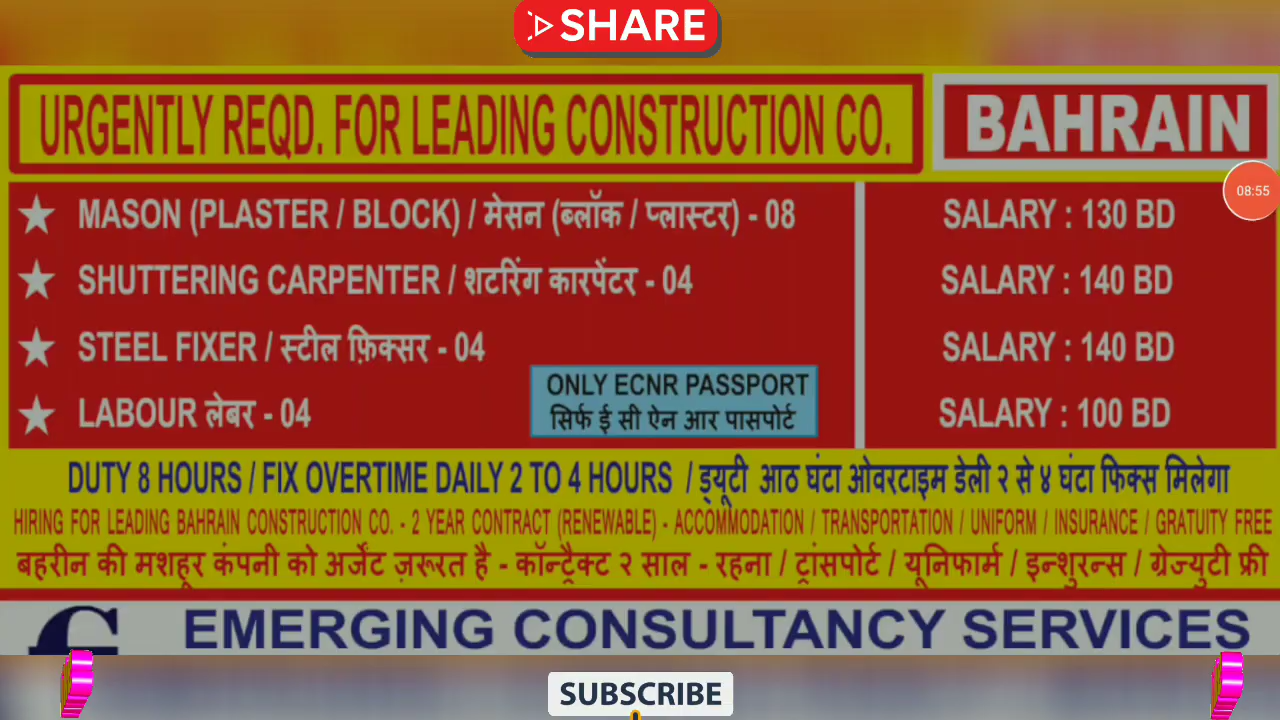 SHARE
URGENTLY REQD. FOR LEADING CONSTRUCTION CO.
BAHRAIN
08:55
★ MASON (PLASTER / BLOCK) / मेसन (ब्लॉक / प्लास्टर) - 08 SALARY : 130 BD
★ SHUTTERING CARPENTER / शटरिंग कारपेंटर - 04 SALARY : 140 BD
★ STEEL FIXER / स्टील फ़िक्सर - 04 SALARY : 140 BD
★ LABOUR लेबर - 04 SALARY : 100 BD
ONLY ECNR PASSPORT
सिर्फ ई सी ऐन आर पासपोर्ट
DUTY 8 HOURS / FIX OVERTIME DAILY 2 TO 4 HOURS / ड्यूटी आठ घंटा ओवरटाइम डेली २ से ४ घंटा फिक्स मिलेगा
HIRING FOR LEADING BAHRAIN CONSTRUCTION CO. - 2 YEAR CONTRACT (RENEWABLE) - ACCOMMODATION / TRANSPORTATION / UNIFORM / INSURANCE / GRATUITY FREE
बहरीन की मशहूर कंपनी को अर्जेंट ज़रूरत है - कॉन्ट्रैक्ट २ साल - रहना / ट्रांसपोर्ट / यूनिफार्म / इन्शुरन्स / ग्रेज्युटी फ्री
EMERGING CONSULTANCY SERVICES
SUBSCRIBE